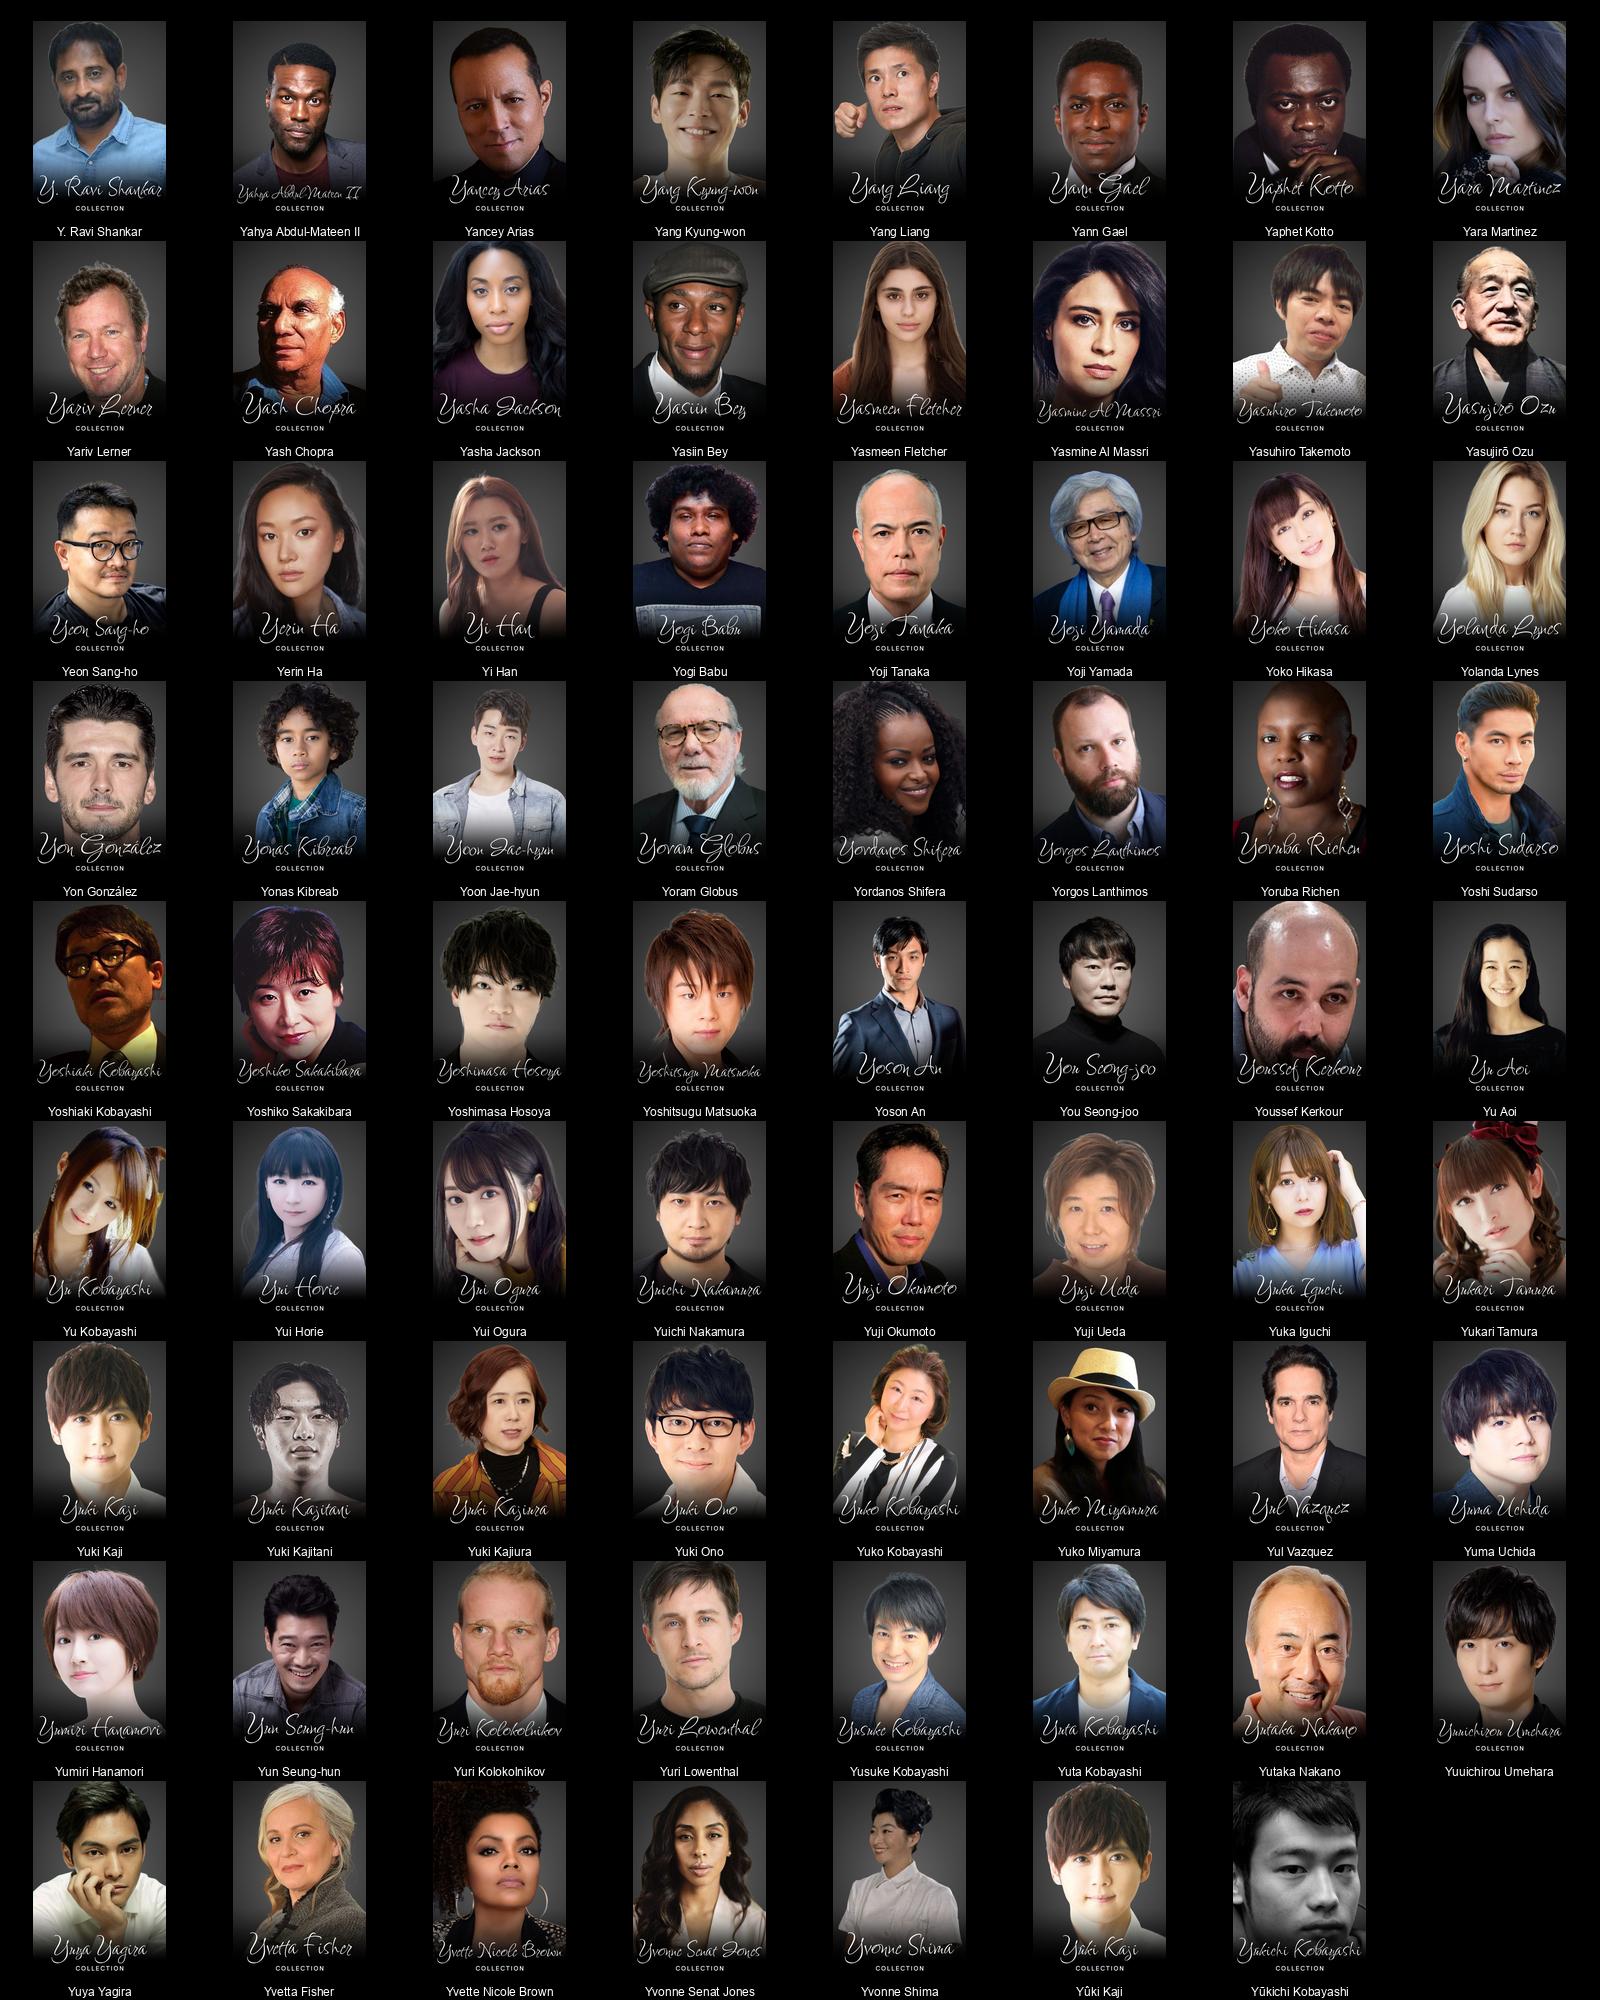 Y. Ravi Shankar Yahya Abdul-Mateen II Yancey Arias Yang Kyung-won Yang Liang Yann Gael Yaphet Kotto Yara Martinez
COLLECTION COLLECTION COLLECTION COLLECTION COLLECTION COLLECTION COLLECTION COLLECTION
Y. Ravi Shankar Yahya Abdul-Mateen II Yancey Arias Yang Kyung-won Yang Liang Yann Gael Yaphet Kotto Yara Martinez
Yariv Lerner Yash Chopra Yasha Jackson Yasiin Bey Yasmeen Fletcher Yasmine Al Massri Yasuhiro Takemoto Yasujirō Ozu
COLLECTION COLLECTION COLLECTION COLLECTION COLLECTION COLLECTION COLLECTION COLLECTION
Yariv Lerner Yash Chopra Yasha Jackson Yasiin Bey Yasmeen Fletcher Yasmine Al Massri Yasuhiro Takemoto Yasujirō Ozu
Yeon Sang-ho Yerin Ha Yi Han Yogi Babu Yoji Tanaka Yoji Yamada Yoko Hikasa Yolanda Lynes
COLLECTION COLLECTION COLLECTION COLLECTION COLLECTION COLLECTION COLLECTION COLLECTION
Yeon Sang-ho Yerin Ha Yi Han Yogi Babu Yoji Tanaka Yoji Yamada Yoko Hikasa Yolanda Lynes
Yon González Yonas Kibreab Yoon Jae-hyun Yoram Globus Yordanos Shifera Yorgos Lanthimos Yoruba Richen Yoshi Sudarso
COLLECTION COLLECTION COLLECTION COLLECTION COLLECTION COLLECTION COLLECTION COLLECTION
Yon González Yonas Kibreab Yoon Jae-hyun Yoram Globus Yordanos Shifera Yorgos Lanthimos Yoruba Richen Yoshi Sudarso
Yoshiaki Kobayashi Yoshiko Sakakibara Yoshimasa Hosoya Yoshitsugu Matsuoka Yoson An You Seong-joo Youssef Kerkour Yu Aoi
COLLECTION COLLECTION COLLECTION COLLECTION COLLECTION COLLECTION COLLECTION COLLECTION
Yoshiaki Kobayashi Yoshiko Sakakibara Yoshimasa Hosoya Yoshitsugu Matsuoka Yoson An You Seong-joo Youssef Kerkour Yu Aoi
Yu Kobayashi Yui Horie Yui Ogura Yuichi Nakamura Yuji Okumoto Yuji Ueda Yuka Iguchi Yukari Tamura
COLLECTION COLLECTION COLLECTION COLLECTION COLLECTION COLLECTION COLLECTION COLLECTION
Yu Kobayashi Yui Horie Yui Ogura Yuichi Nakamura Yuji Okumoto Yuji Ueda Yuka Iguchi Yukari Tamura
Yuki Kaji Yuki Kajitani Yuki Kajiura Yuki Ono Yuko Kobayashi Yuko Miyamura Yul Vazquez Yuma Uchida
COLLECTION COLLECTION COLLECTION COLLECTION COLLECTION COLLECTION COLLECTION COLLECTION
Yuki Kaji Yuki Kajitani Yuki Kajiura Yuki Ono Yuko Kobayashi Yuko Miyamura Yul Vazquez Yuma Uchida
Yumiri Hanamori Yun Seung-hun Yuri Kolokolnikov Yuri Lowenthal Yusuke Kobayashi Yuta Kobayashi Yutaka Nakano Yuuichirou Umehara
COLLECTION COLLECTION COLLECTION COLLECTION COLLECTION COLLECTION COLLECTION COLLECTION
Yumiri Hanamori Yun Seung-hun Yuri Kolokolnikov Yuri Lowenthal Yusuke Kobayashi Yuta Kobayashi Yutaka Nakano Yuuichirou Umehara
Yuya Yagira Yvetta Fisher Yvette Nicole Brown Yvonne Senat Jones Yvonne Shima Yûki Kaji Yūkichi Kobayashi
COLLECTION COLLECTION COLLECTION COLLECTION COLLECTION COLLECTION COLLECTION
Yuya Yagira Yvetta Fisher Yvette Nicole Brown Yvonne Senat Jones Yvonne Shima Yûki Kaji Yūkichi Kobayashi